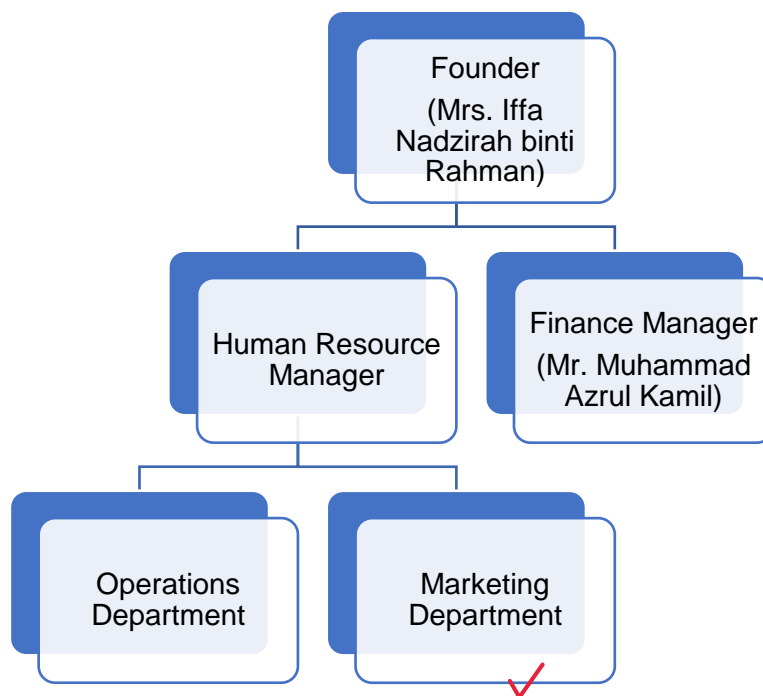 Founder
(Mrs. Iffa
Nadzirah binti
Rahman)
Human Resource
Manager
Finance Manager
(Mr. Muhammad
Azrul Kamil)
Operations
Department
Marketing
Department